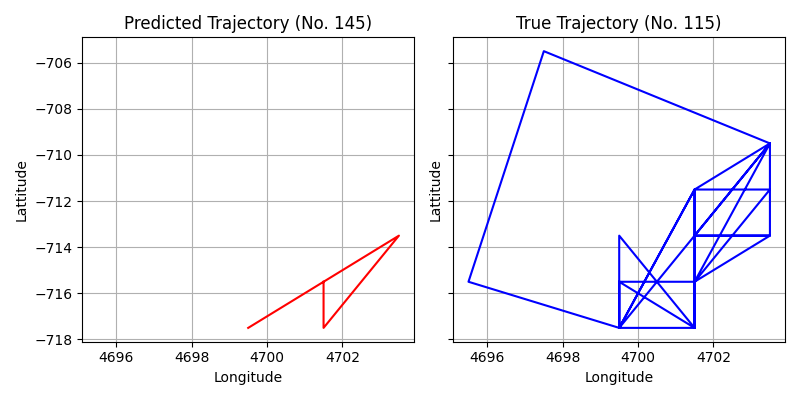 Predicted Trajectory (No. 145)
−706
−708
−710
−712
−714
−716
−718
Lattitude
4696 4698 4700 4702
Longitude
True Trajectory (No. 115)
Lattitude
4696 4698 4700 4702
Longitude